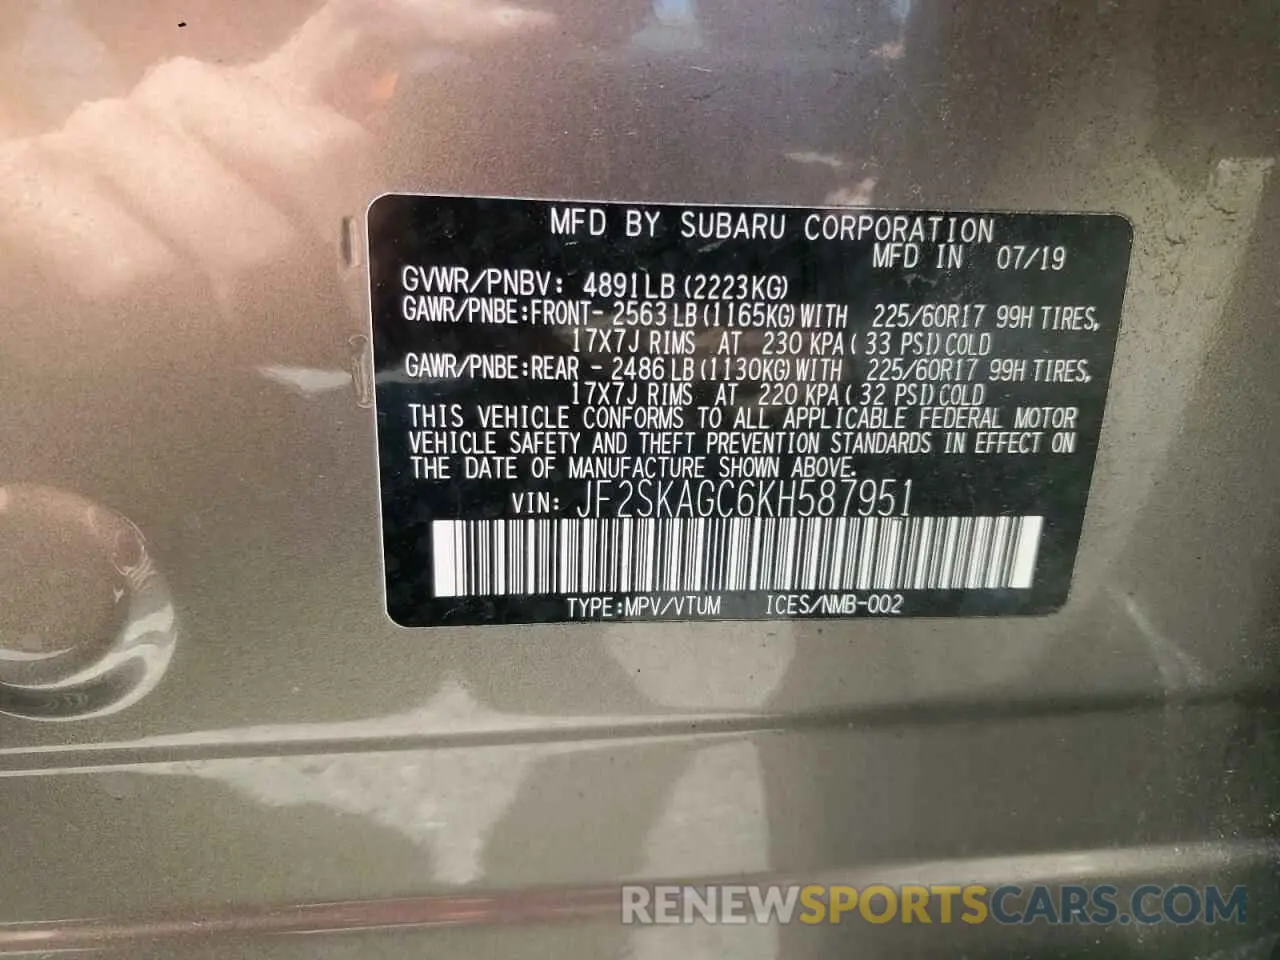 MFD BY SUBARU CORPORATION
MFD IN 07/19
GVWR/PNBV: 4891LB (2223KG)
GAWR/PNBE:FRONT- 2563 LB (1165KG) WITH 225/60R17 99H TIRES,
17X7J RIMS AT 230 KPA ( 33 PSI) COLD
GAWR/PNBE:REAR - 2486 LB (1130KG) WITH 225/60R17 99H TIRES,
17X7J RIMS AT 220 KPA ( 32 PSI) COLD
THIS VEHICLE CONFORMS TO ALL APPLICABLE FEDERAL MOTOR
VEHICLE SAFETY AND THEFT PREVENTION STANDARDS IN EFFECT ON
THE DATE OF MANUFACTURE SHOWN ABOVE.
VIN: JF2SKAGC6KH587951
TYPE:MPV/VTUM ICES/NMB-002
RENEWSPORTSCARS.COM